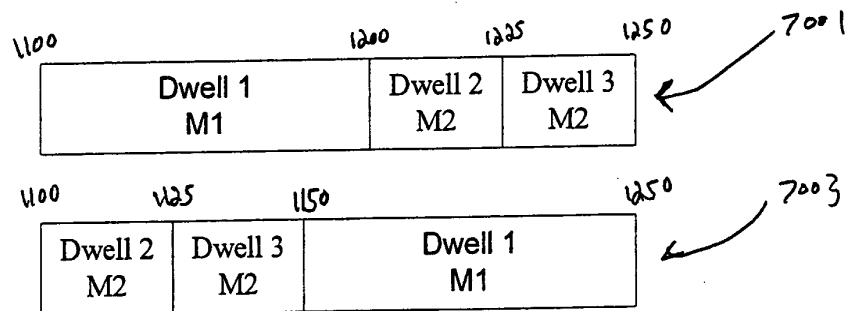 1100 1200 1225 1250 7001
Dwell 1 Dwell 2 Dwell 3
M1 M2 M2
1100 1125 1150 1250 7003
Dwell 2 Dwell 3 Dwell 1
M2 M2 M1